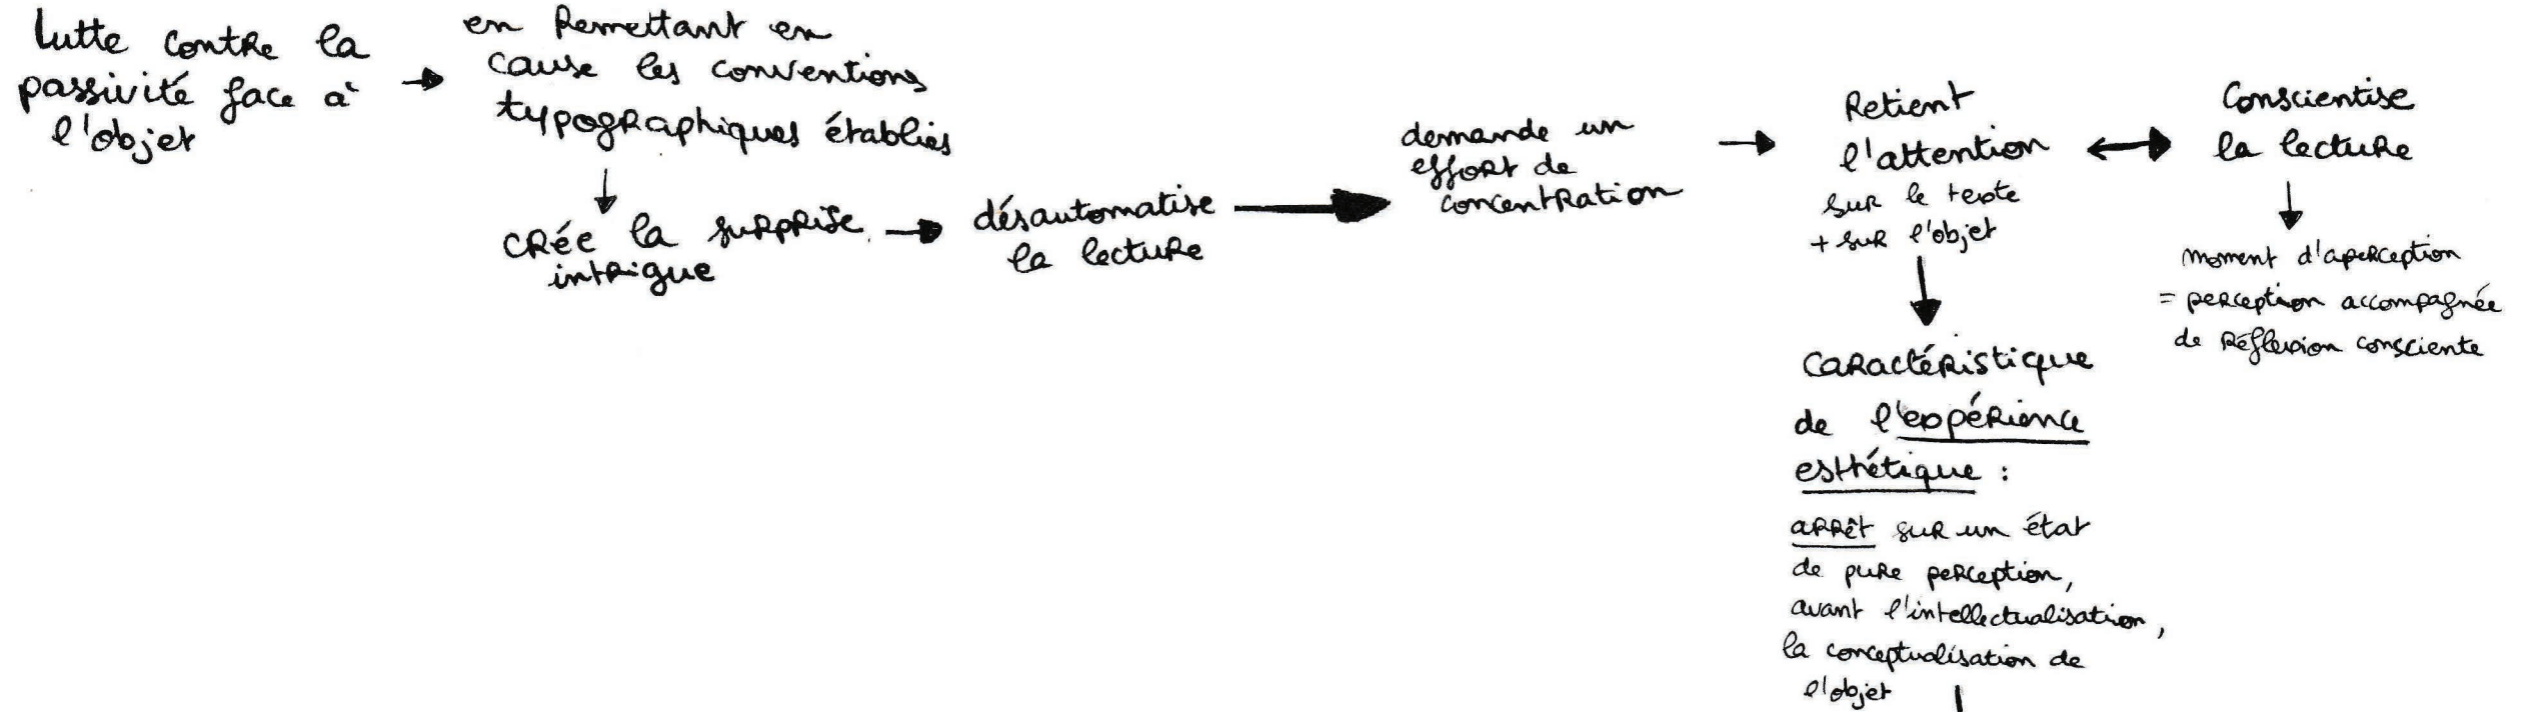 lutte contre la
passivité face à
l'objet
→
en remettant en
cause les conventions
typographiques établies
↓
crée la surprise
intrigue
→
désautomatise
la lecture
→
demande un
effort de
concentration
→
Retient
l'attention
sur le texte
+ sur l'objet
↔
Conscientise
la lecture
↓
moment d'aperception
= perception accompagnée
de réflexion consciente
↓
caractéristique
de l'expérience
esthétique :
arrêt sur un état
de pure perception,
avant l'intellectualisation,
la conceptualisation de
l'objet